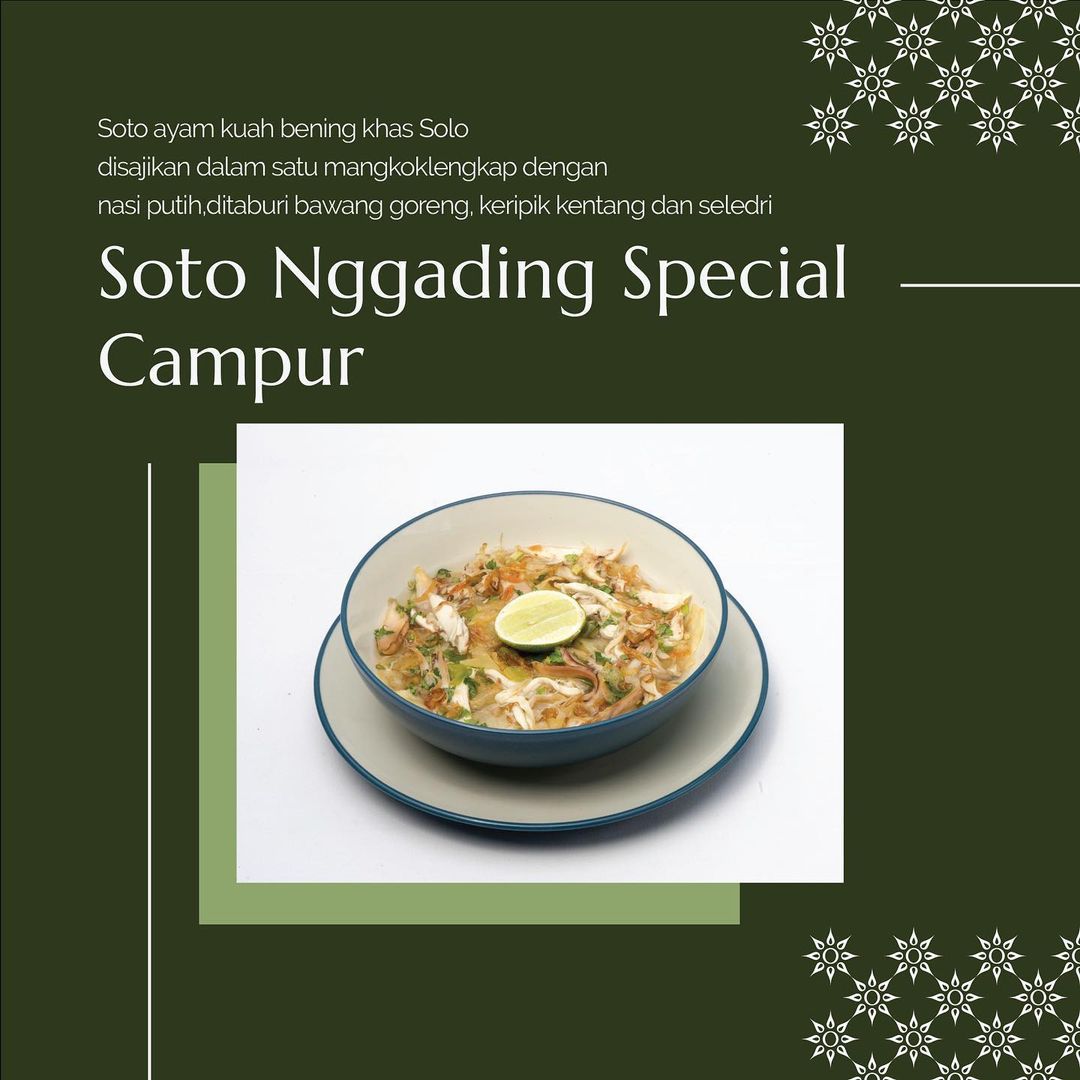 Soto ayam kuah bening khas Solo
disajikan dalam satu mangkoklengkap dengan
nasi putih,ditaburi bawang goreng, keripik kentang dan seledri
Soto Nggading Special
Campur